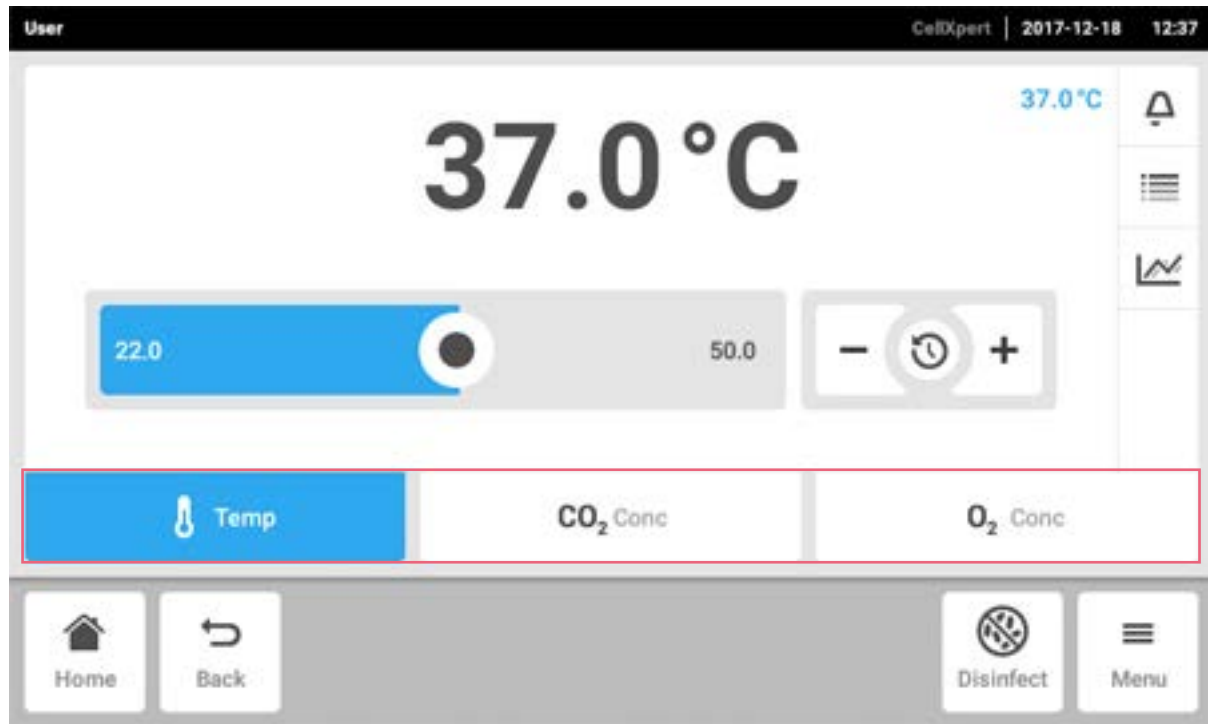 User CellXpert | 2017-12-18 12:37
37.0 °C
37.0 °C
22.0 50.0 − +
Temp CO₂ Conc O₂ Conc
Home Back Disinfect Menu